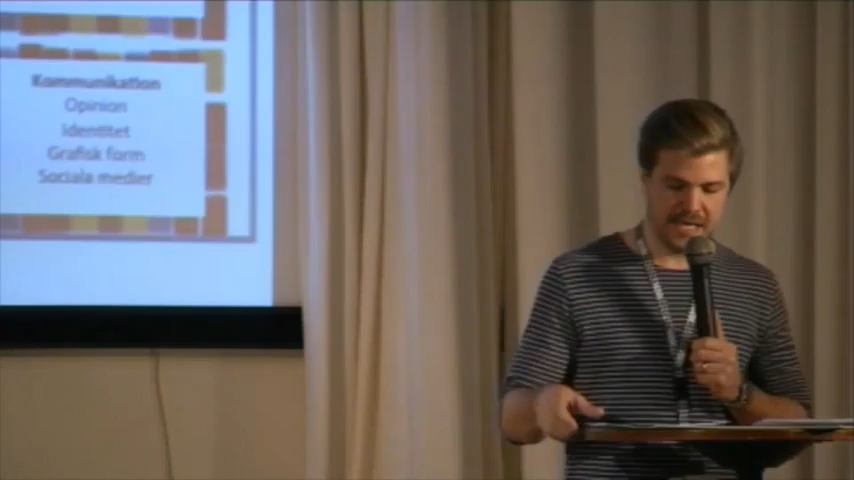 Kommunikation
Opinion
Identitet
Grafisk form
Sociala medier